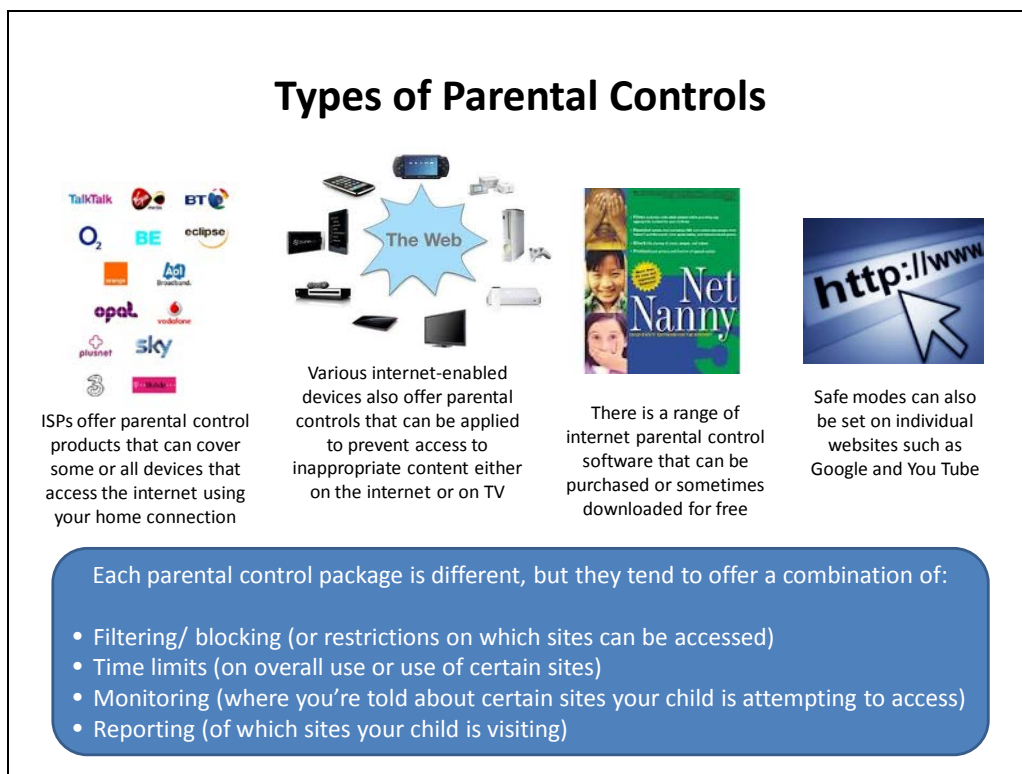 Types of Parental Controls
TalkTalk
Virgin
media
BT
O2
BE
eclipse
orange
AOL
Broadband.
opal
vodafone
plusnet
sky
3
The Web
Net
Nanny
5
http://www.
ISPs offer parental control
products that can cover
some or all devices that
access the internet using
your home connection
Various internet-enabled
devices also offer parental
controls that can be applied
to prevent access to
inappropriate content either
on the internet or on TV
There is a range of
internet parental control
software that can be
purchased or sometimes
downloaded for free
Safe modes can also
be set on individual
websites such as
Google and You Tube
Each parental control package is different, but they tend to offer a combination of:
• Filtering/ blocking (or restrictions on which sites can be accessed)
• Time limits (on overall use or use of certain sites)
• Monitoring (where you’re told about certain sites your child is attempting to access)
• Reporting (of which sites your child is visiting)